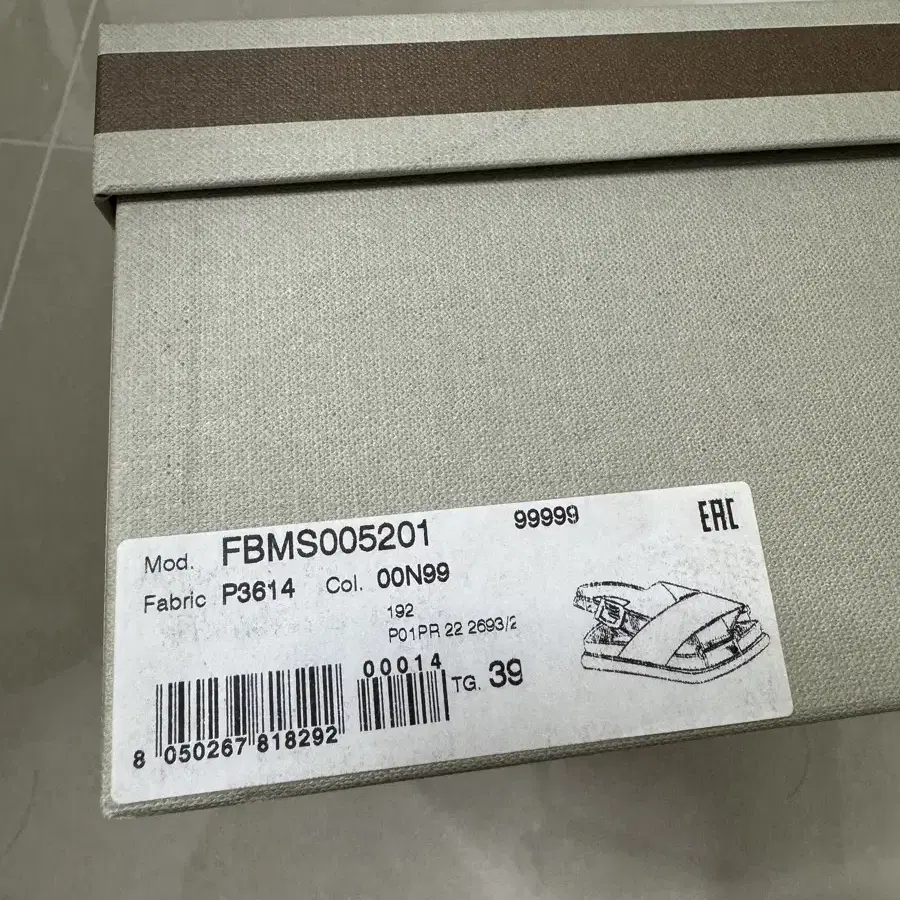 Mod. FBMS005201 99999 EAC
Fabric P3614 Col. 00N99
192
P01PR 22 2693/2
00014
TG. 39
8 050267 818292